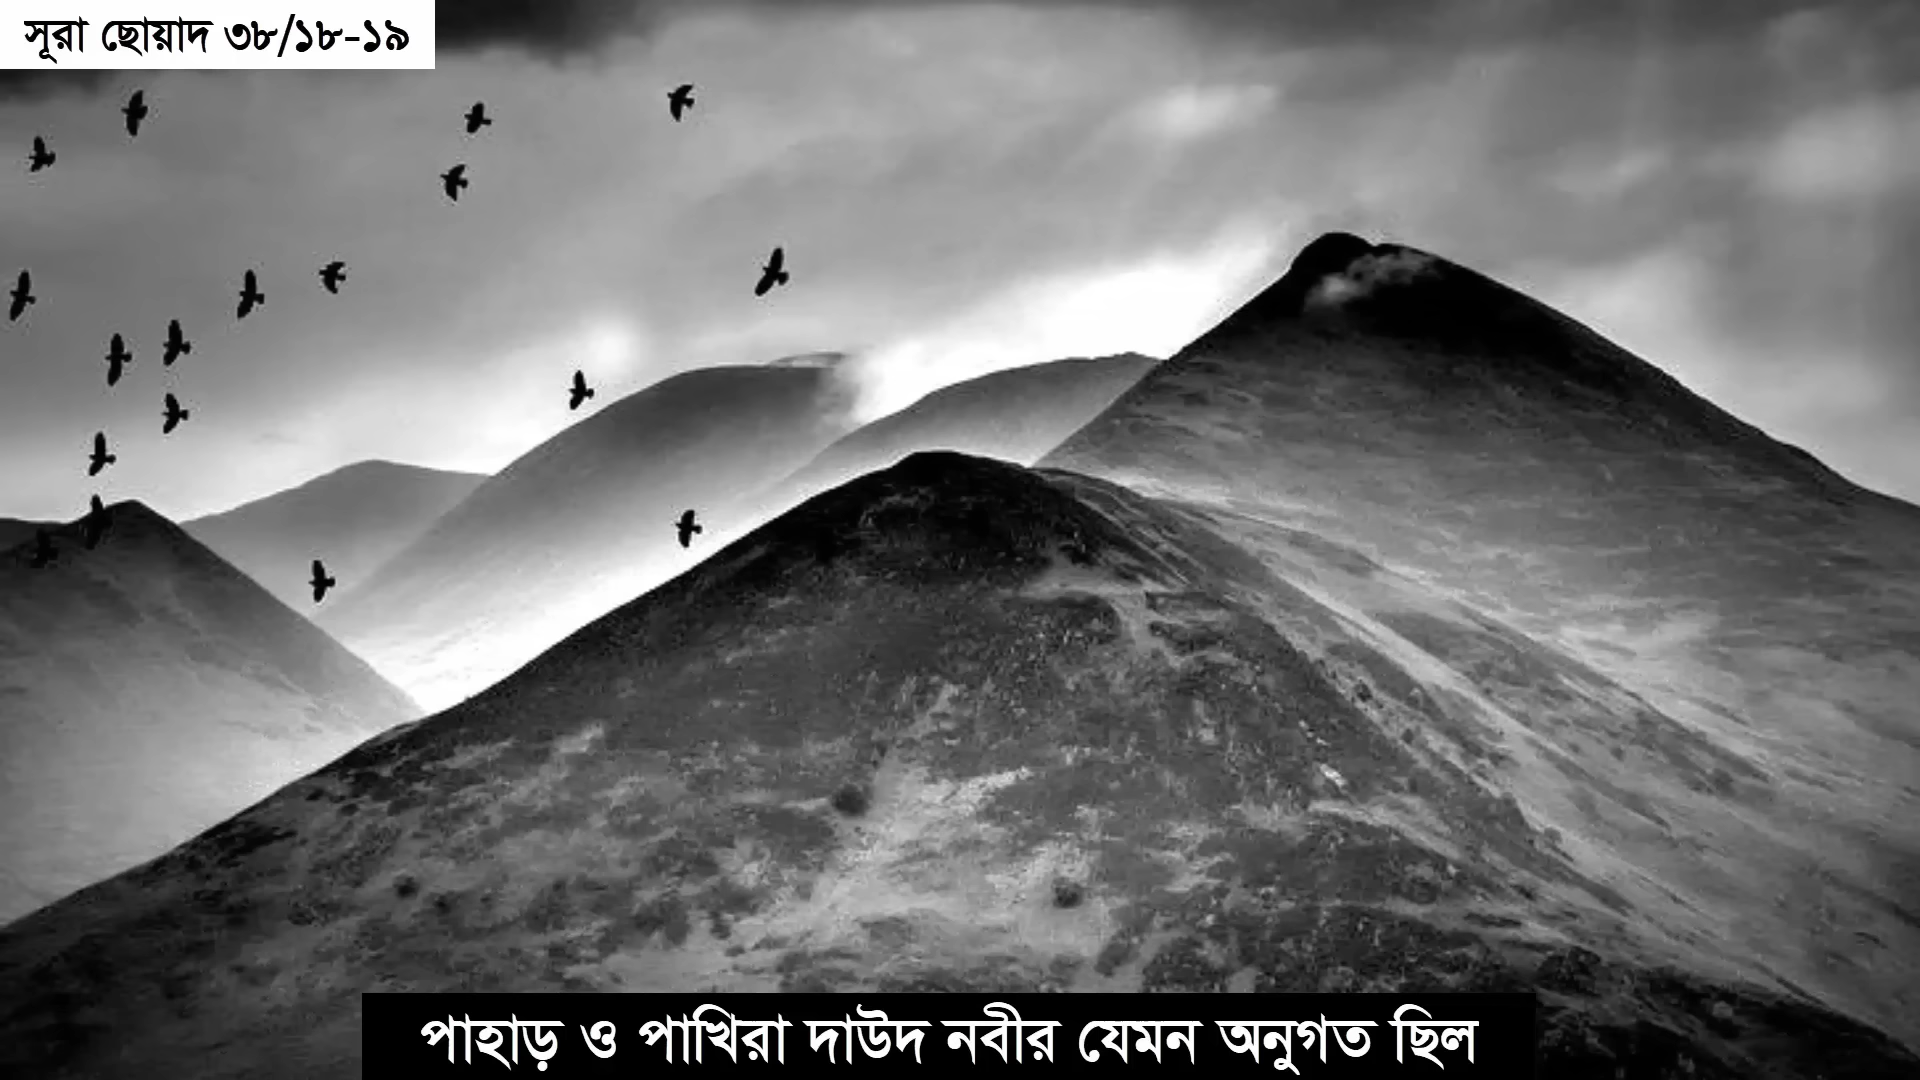 সূরা ছোয়াদ ৩৮/১৮-১৯
পাহাড় ও পাখিরা দাউদ নবীর যেমন অনুগত ছিল